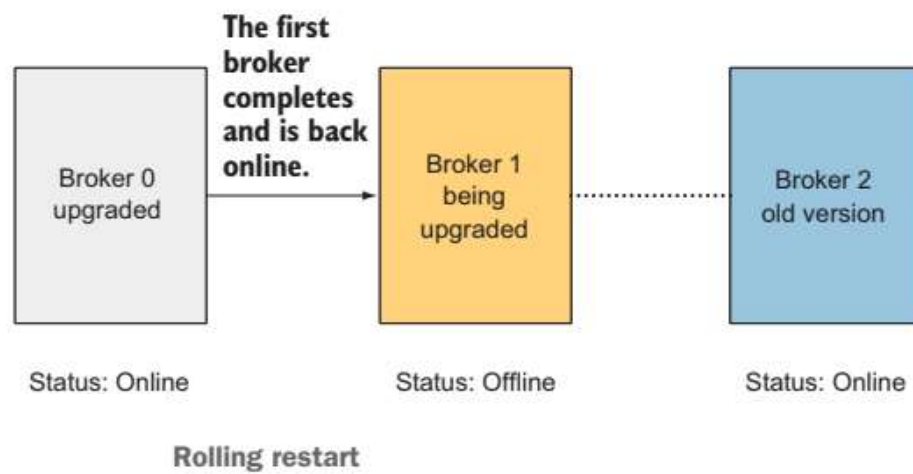 The first
broker
completes
and is back
online.
Broker 0
upgraded
Broker 1
being
upgraded
Broker 2
old version
Status: Online
Status: Offline
Status: Online
Rolling restart